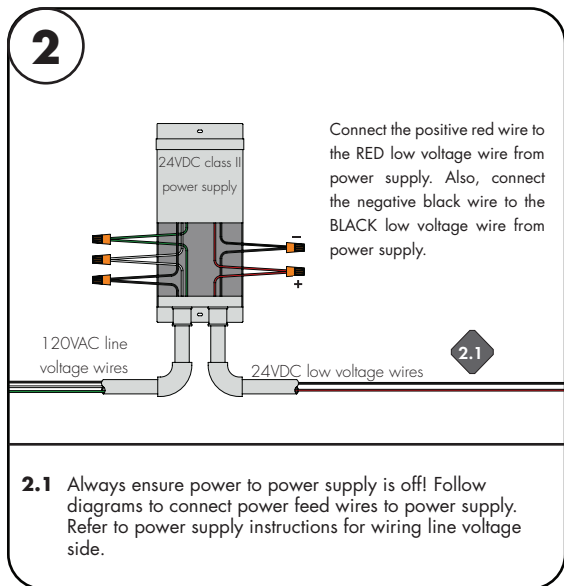 2
24VDC class II
power supply
Connect the positive red wire to
the RED low voltage wire from
power supply. Also, connect
the negative black wire to the
BLACK low voltage wire from
power supply.
–
+
120VAC line
voltage wires
24VDC low voltage wires
2.1
2.1 Always ensure power to power supply is off! Follow
diagrams to connect power feed wires to power supply.
Refer to power supply instructions for wiring line voltage
side.